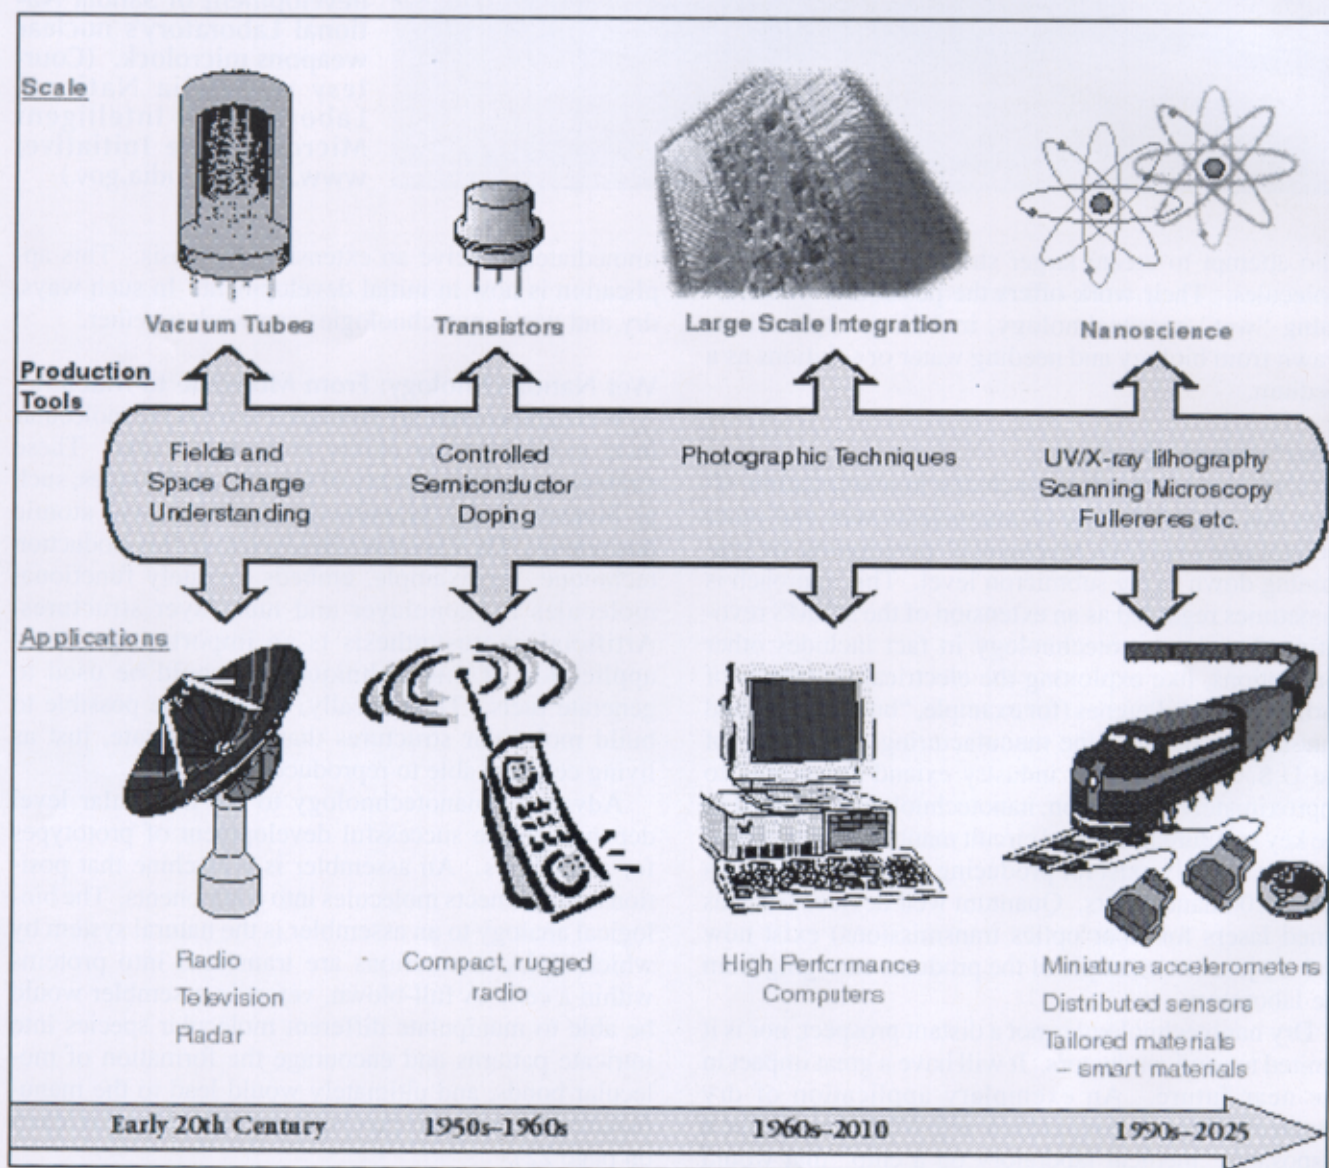 Scale
Vacuum Tubes
Transistors
Large Scale Integration
Nanoscience
Production
Tools
Fields and
Space Charge
Understanding
Controlled
Semiconductor
Doping
Photographic Techniques
UV/X-ray lithography
Scanning Microscopy
Fullereres etc.
Applications
Radio
Television
Radar
Compact, rugged
radio
High Performance
Computers
Miniature accelerometers
Distributed sensors
Tailored materials
– smart materials
Early 20th Century
1950s–1960s
1960s–2010
1990s–2025